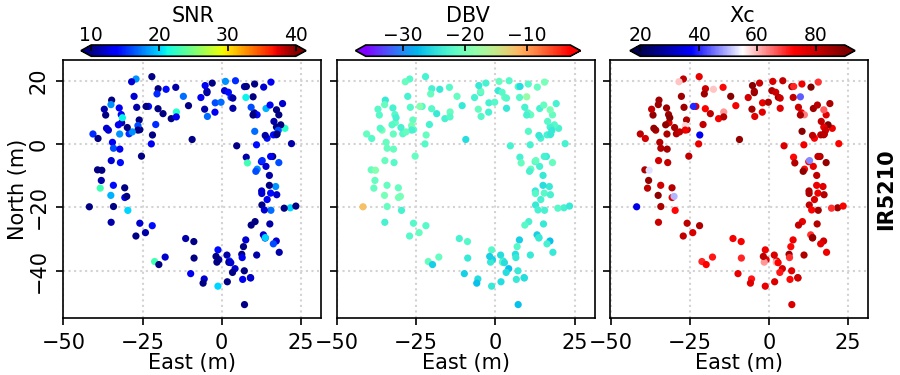 SNR DBV Xc
10 20 30 40 −30 −20 −10 20 40 60 80
20
0
−20
−40
North (m)
IR5210
−50 −25 0 25 −50 −25 0 25 −50 −25 0 25
East (m) East (m) East (m)